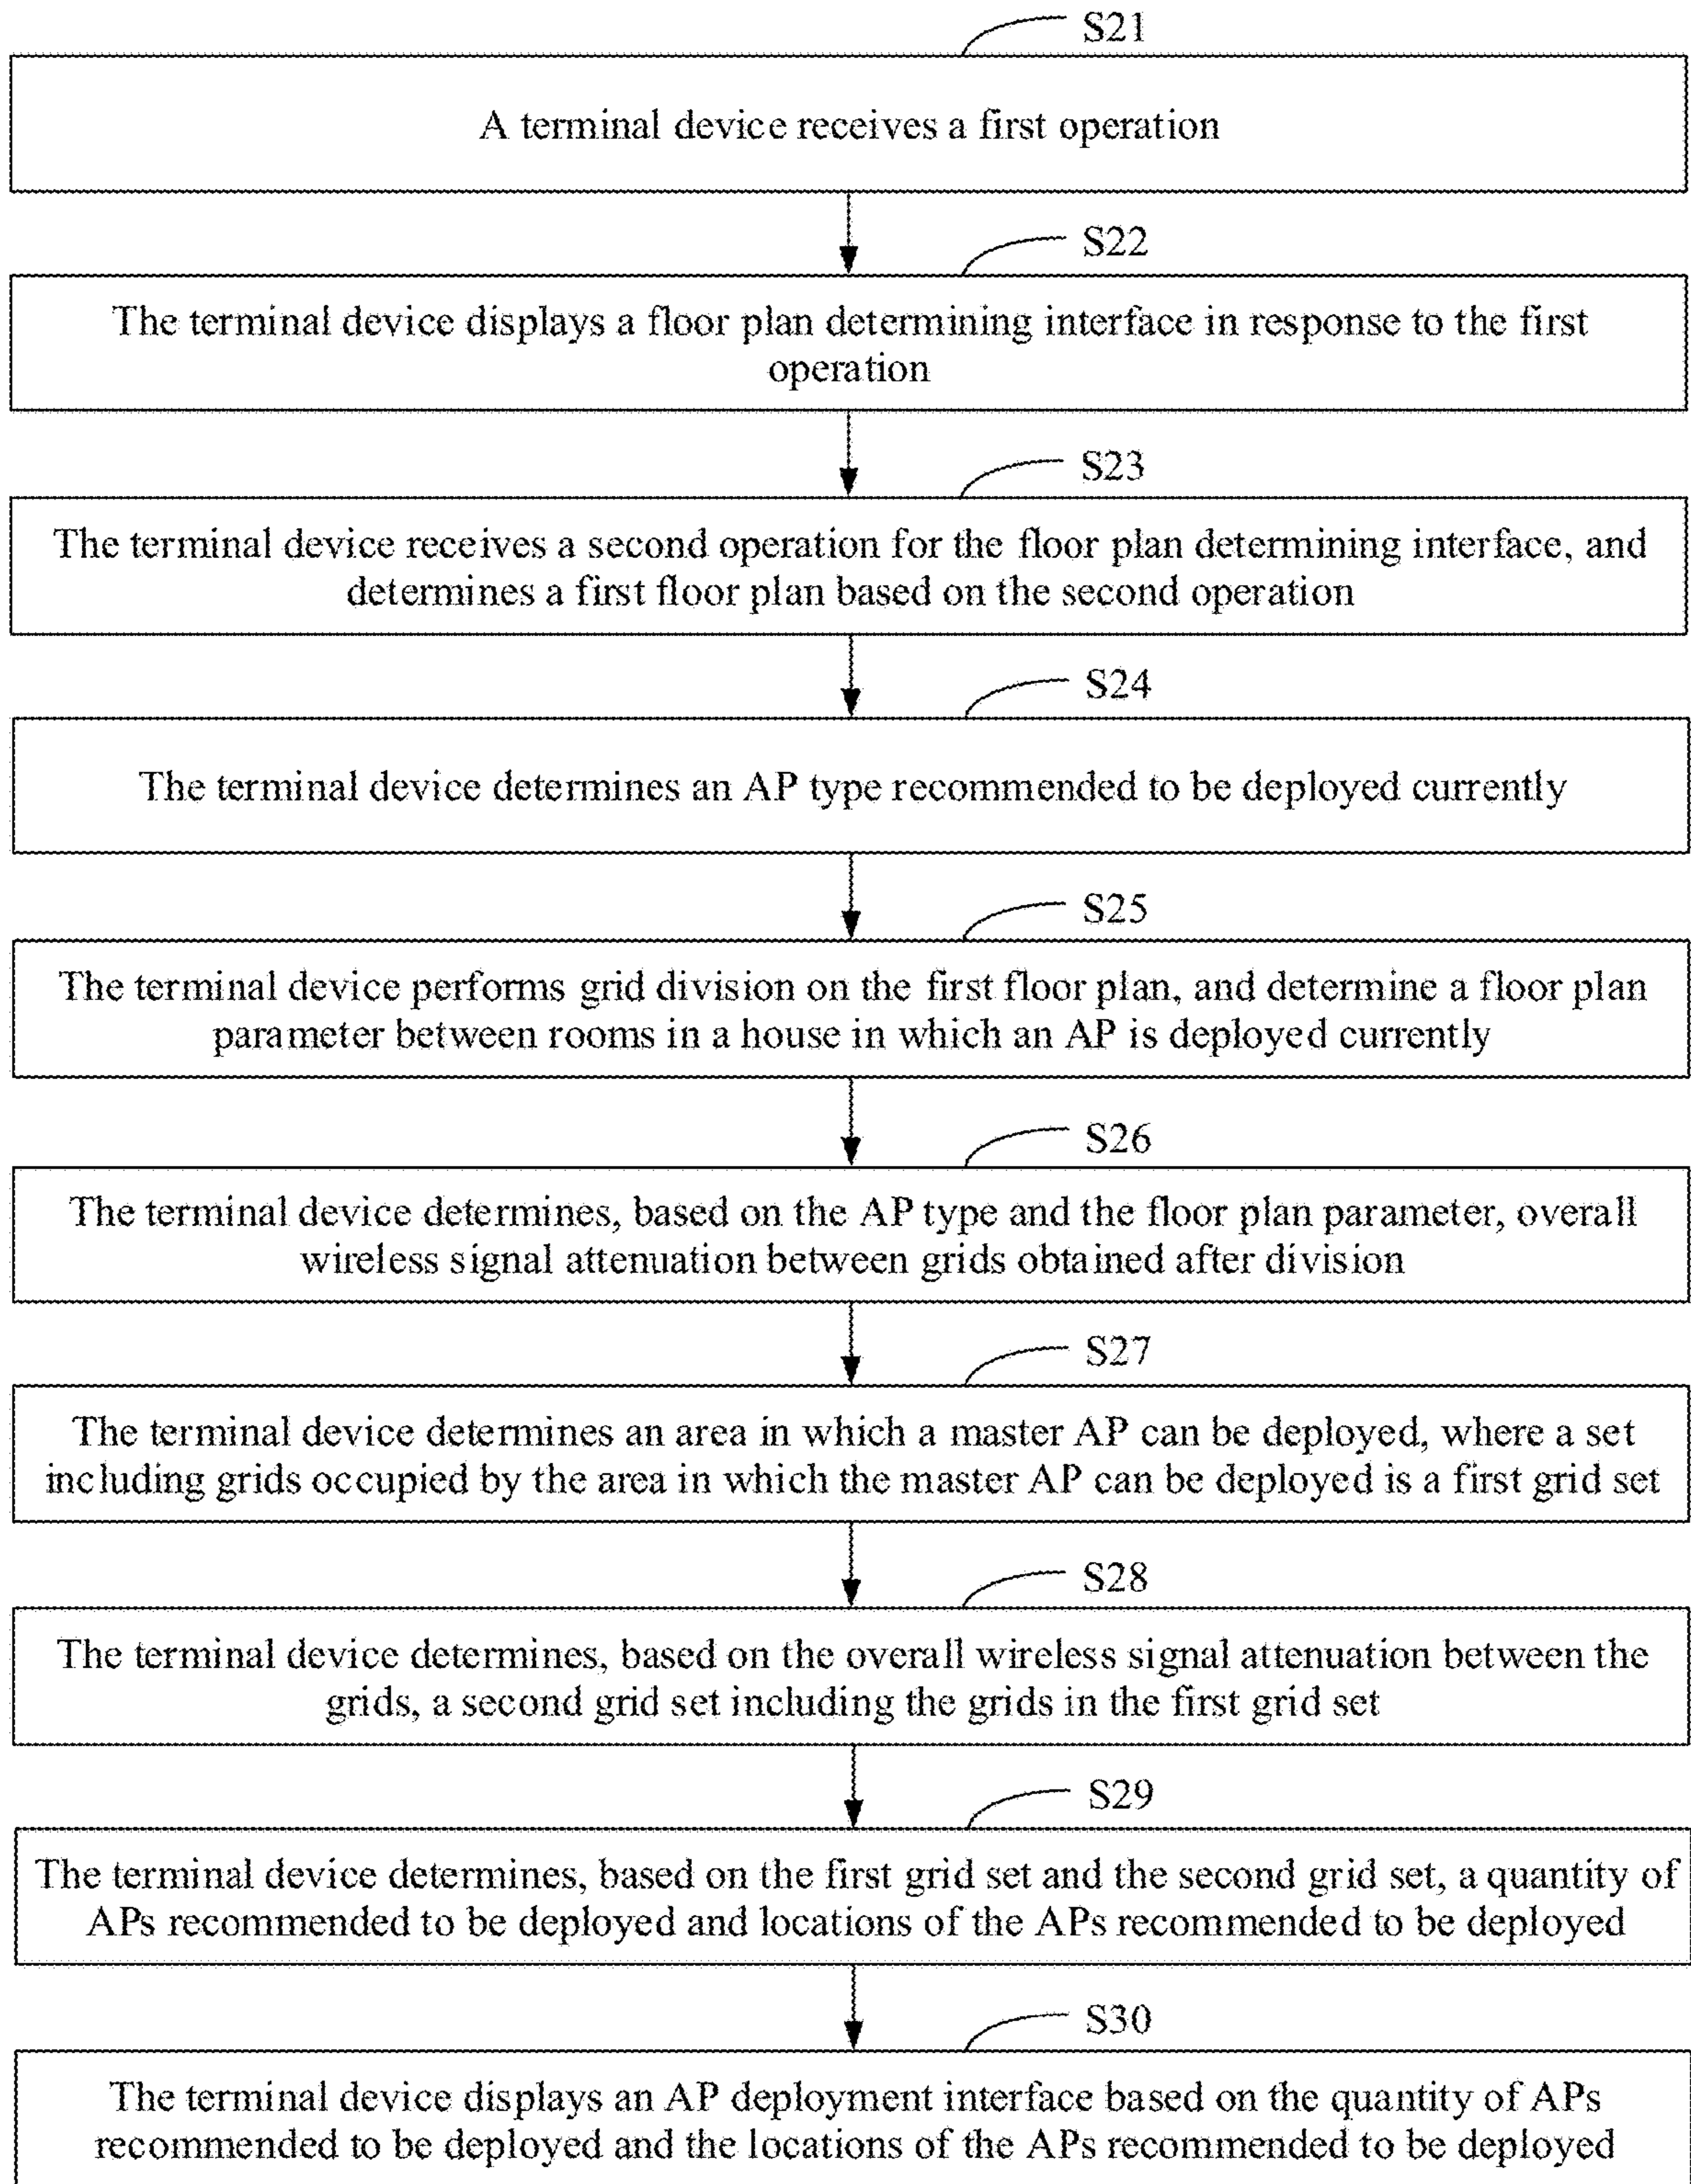 S21
A terminal device receives a first operation
S22
The terminal device displays a floor plan determining interface in response to the first
operation
S23
The terminal device receives a second operation for the floor plan determining interface, and
determines a first floor plan based on the second operation
S24
The terminal device determines an AP type recommended to be deployed currently
S25
The terminal device performs grid division on the first floor plan, and determine a floor plan
parameter between rooms in a house in which an AP is deployed currently
S26
The terminal device determines, based on the AP type and the floor plan parameter, overall
wireless signal attenuation between grids obtained after division
S27
The terminal device determines an area in which a master AP can be deployed, where a set
including grids occupied by the area in which the master AP can be deployed is a first grid set
S28
The terminal device determines, based on the overall wireless signal attenuation between the
grids, a second grid set including the grids in the first grid set
S29
The terminal device determines, based on the first grid set and the second grid set, a quantity of
APs recommended to be deployed and locations of the APs recommended to be deployed
S30
The terminal device displays an AP deployment interface based on the quantity of APs
recommended to be deployed and the locations of the APs recommended to be deployed